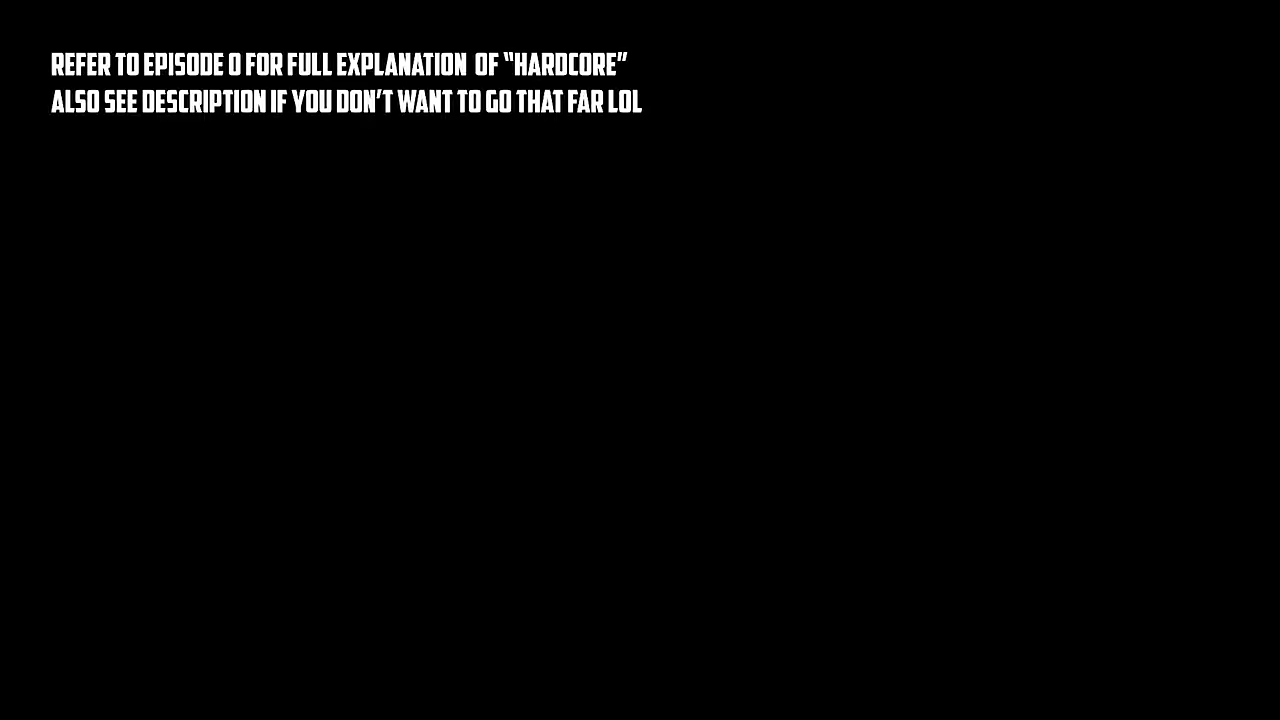 REFER TO EPISODE 0 FOR FULL EXPLANATION OF “HARDCORE”
ALSO SEE DESCRIPTION IF YOU DON’T WANT TO GO THAT FAR LOL